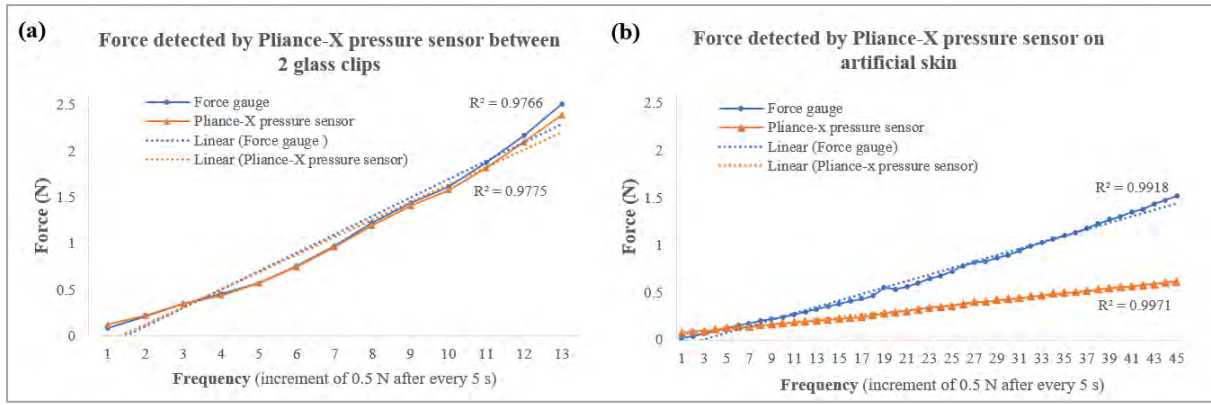 (a)
Force detected by Pliance-X pressure sensor between
2 glass clips
Force gauge
Pliance-X pressure sensor
Linear (Force gauge )
Linear (Pliance-X pressure sensor)
R² = 0.9766
R² = 0.9775
Force (N)
2.5
2
1.5
1
0.5
0
1 2 3 4 5 6 7 8 9 10 11 12 13
Frequency (increment of 0.5 N after every 5 s)
(b)
Force detected by Pliance-X pressure sensor on
artificial skin
Force gauge
Pliance-x pressure sensor
Linear (Force gauge)
Linear (Pliance-x pressure sensor)
R² = 0.9918
R² = 0.9971
Force (N)
2.5
2
1.5
1
0.5
0
1 3 5 7 9 11 13 15 17 19 21 23 25 27 29 31 33 35 37 39 41 43 45
Frequency (increment of 0.5 N after every 5 s)